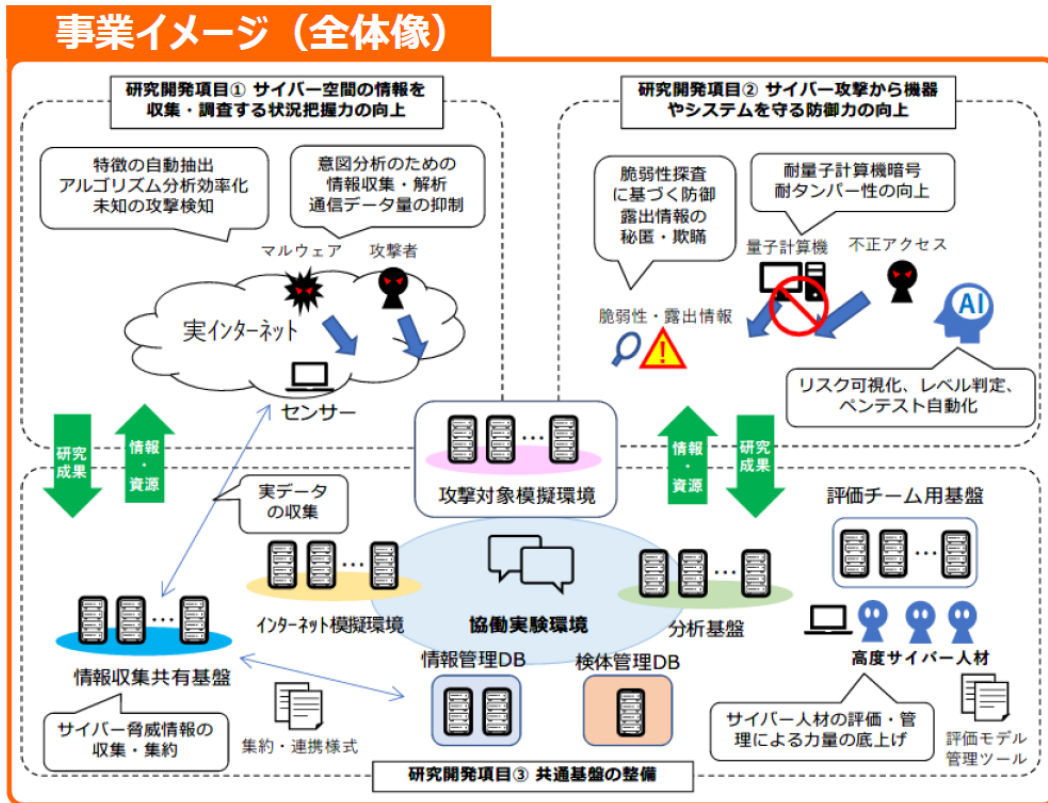 事業イメージ（全体像）
研究開発項目① サイバー空間の情報を
収集・調査する状況把握力の向上
研究開発項目② サイバー攻撃から機器
やシステムを守る防御力の向上
特徴の自動抽出
アルゴリズム分析効率化
未知の攻撃検知
意図分析のための
情報収集・解析
通信データ量の抑制
マルウェア
攻撃者
実インターネット
センサー
脆弱性探査
に基づく防御
露出情報の
秘匿・欺瞞
耐量子計算機暗号
耐タンパー性の向上
量子計算機
不正アクセス
脆弱性・露出情報
!
AI
リスク可視化、レベル判定、
ペンテスト自動化
研究
成果
情報
・
資源
情報
・
資源
研究
成果
…
攻撃対象模擬環境
実データ
の収集
…
インターネット模擬環境
協働実験環境
…
分析基盤
評価チーム用基盤
…
高度サイバー人材
…
情報収集共有基盤
情報管理DB
検体管理DB
サイバー脅威情報の
収集・集約
集約・連携様式
サイバー人材の評価・管
理による力量の底上げ
評価モデル
管理ツール
研究開発項目③ 共通基盤の整備